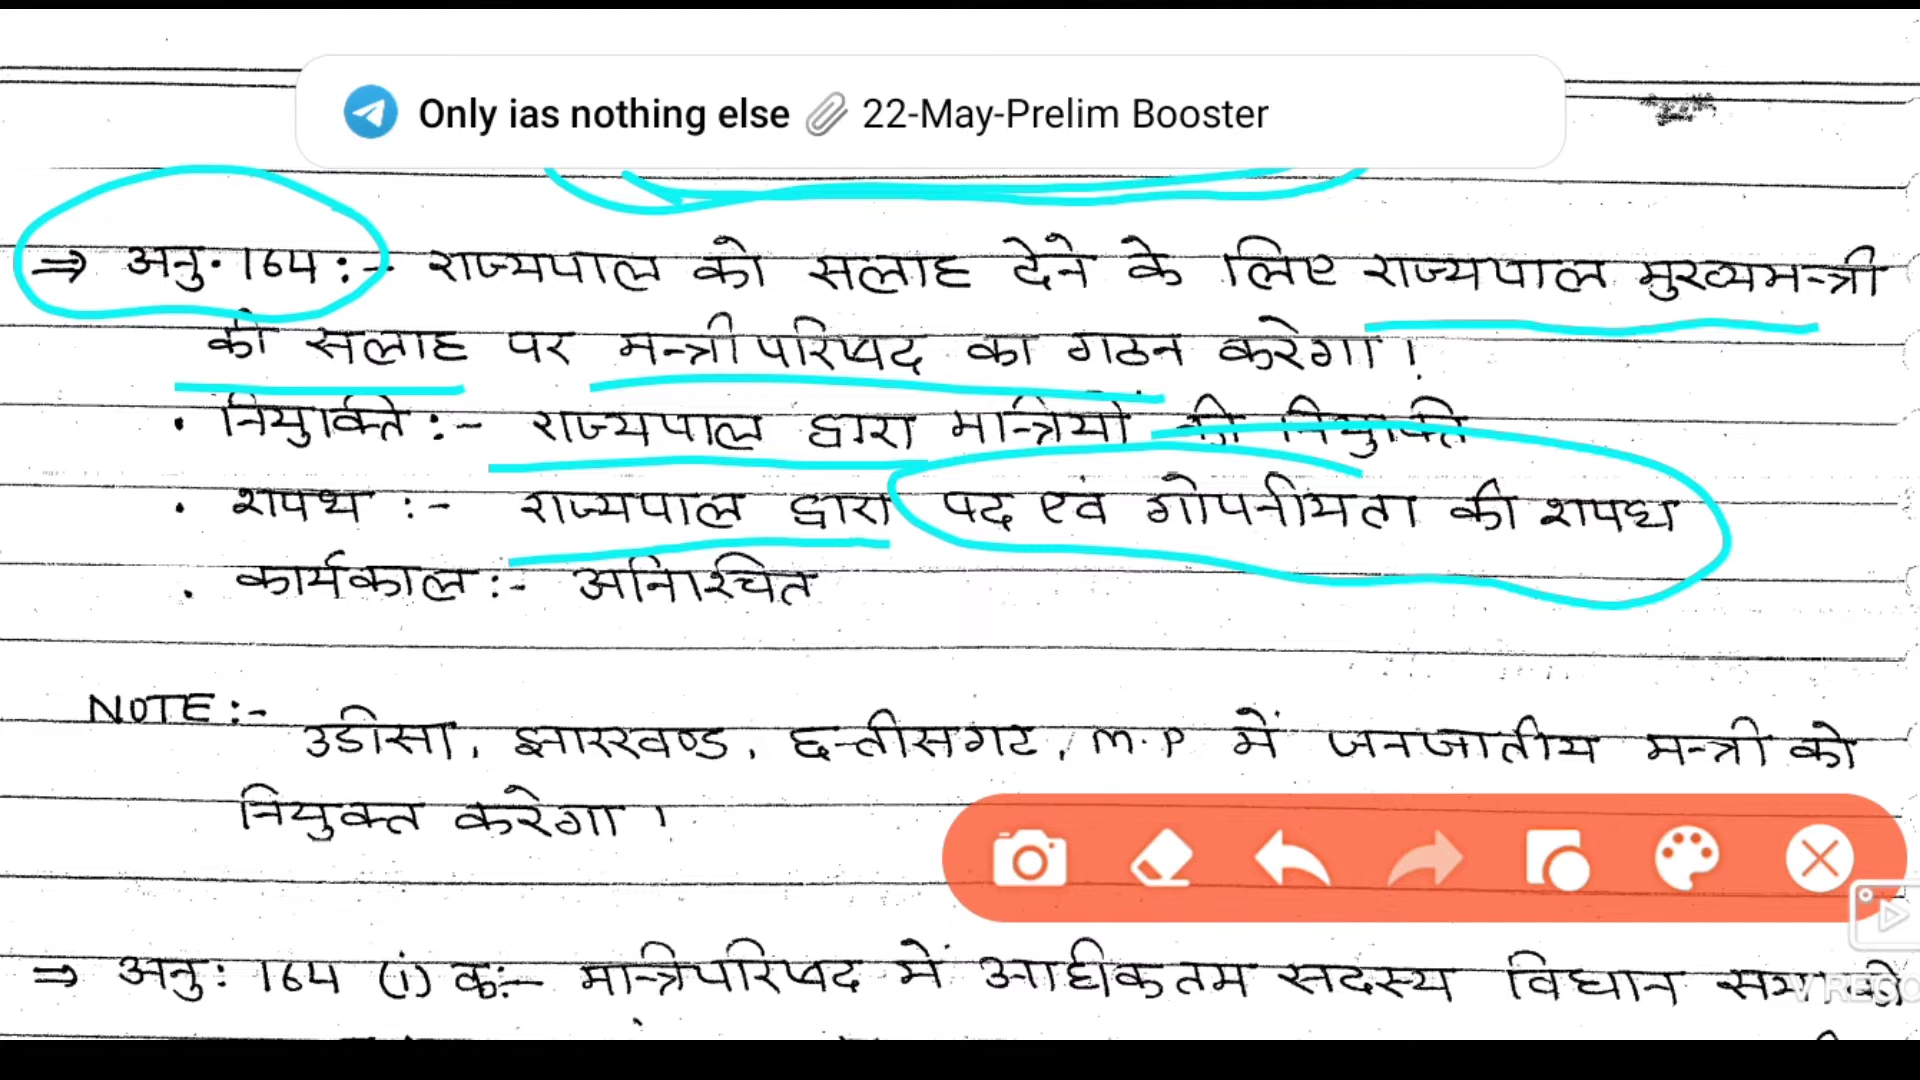 Only ias nothing else 22-May-Prelim Booster
⇒ अनु. 164 :- राज्यपाल को सलाह देने के लिए राज्यपाल मुख्यमन्त्री
की सलाह पर मन्त्रीपरिषद का गठन करेगा।
• नियुक्ति :- राज्यपाल द्वारा मन्त्रियों की नियुक्ति
• शपथ :- राज्यपाल द्वारा पद एवं गोपनीयता की शपथ
• कार्यकाल :- अनिश्चित
NOTE :-
उडीसा, झारखण्ड, छत्तीसगढ, M.P में जनजातीय मन्त्री को
नियुक्त करेगा।
⇒ अनु: 164 (i) क:- मन्त्रिपरिषद में अधिकतम सदस्य विधान सभा के
V RECO